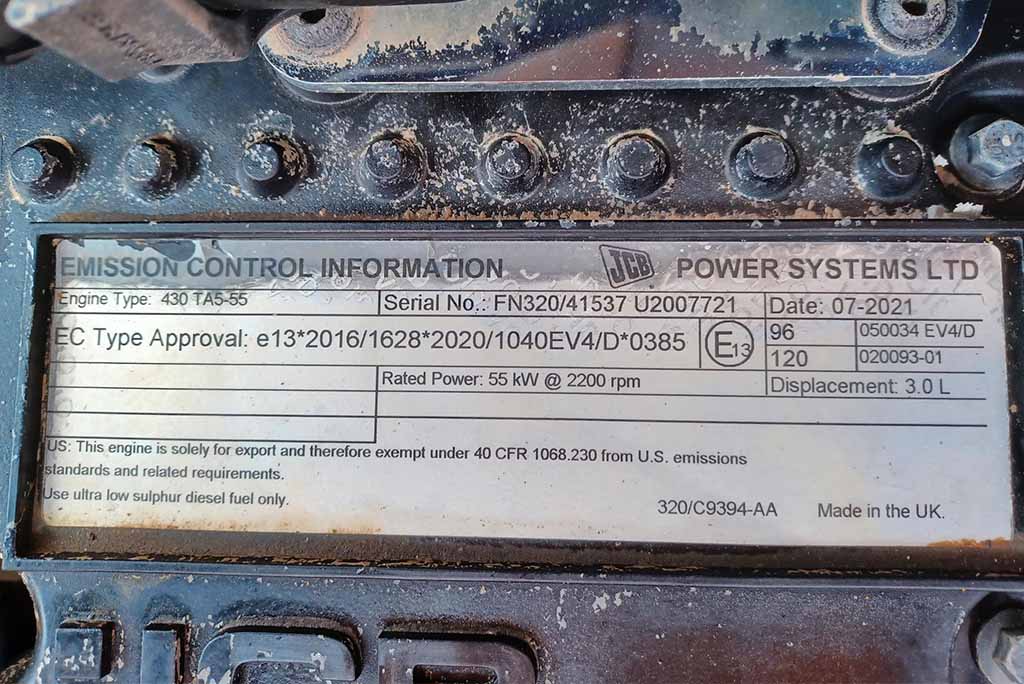 EMISSION CONTROL INFORMATION JCB POWER SYSTEMS LTD
Engine Type: 430 TA5-55 Serial No.: FN320/41537 U2007721 Date: 07-2021
EC Type Approval: e13*2016/1628*2020/1040EV4/D*0385 E13 96 050034 EV4/D
120 020093-01
Rated Power: 55 kW @ 2200 rpm Displacement: 3.0 L
US: This engine is solely for export and therefore exempt under 40 CFR 1068.230 from U.S. emissions
standards and related requirements.
Use ultra low sulphur diesel fuel only.
320/C9394-AA Made in the UK.
JCB